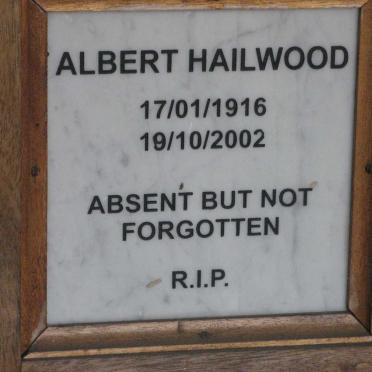 ALBERT HAILWOOD
17/01/1916
19/10/2002
ABSENT BUT NOT
FORGOTTEN
R.I.P.